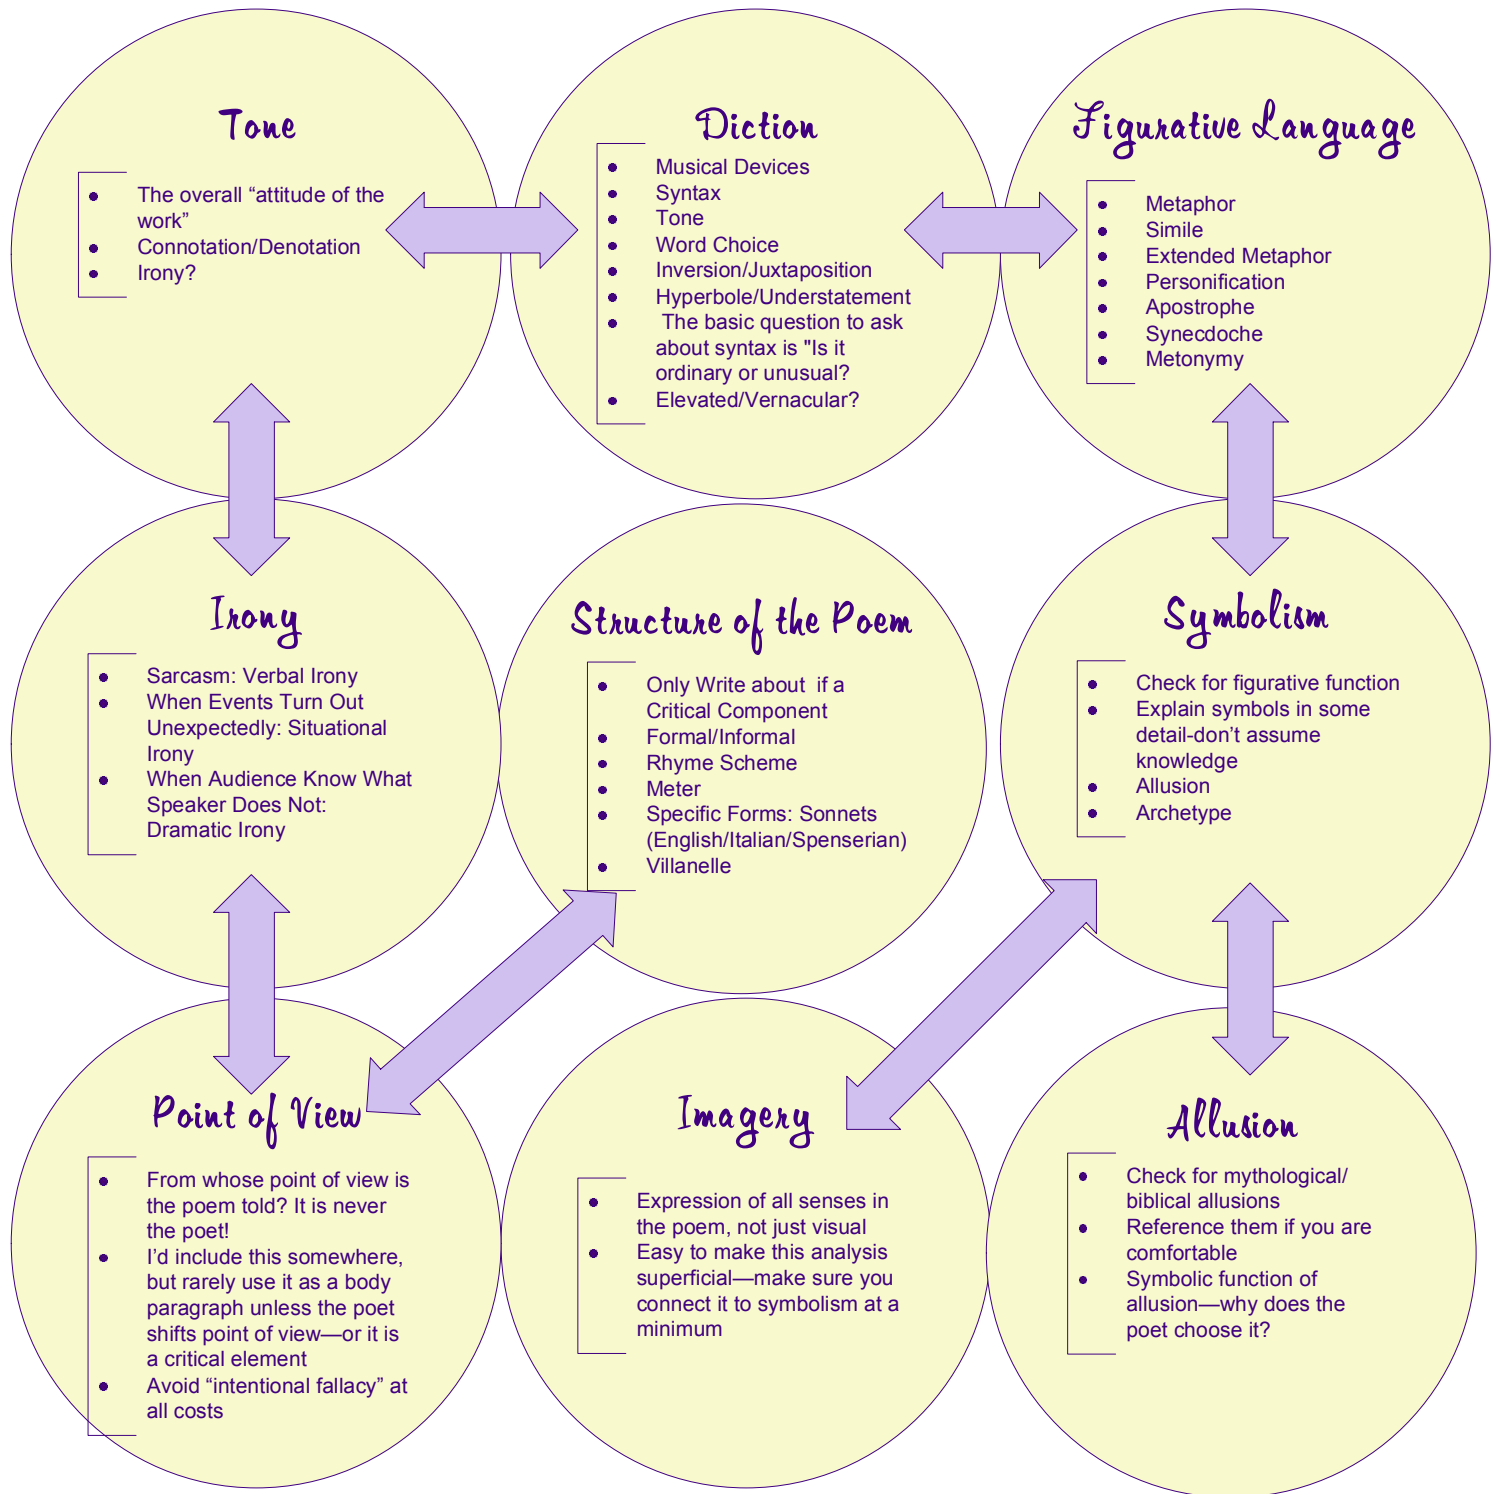 Tone
• The overall “attitude of the
work”
• Connotation/Denotation
• Irony?
Diction
• Musical Devices
• Syntax
• Tone
• Word Choice
• Inversion/Juxtaposition
• Hyperbole/Understatement
• The basic question to ask
about syntax is "Is it
ordinary or unusual?
• Elevated/Vernacular?
Figurative Language
• Metaphor
• Simile
• Extended Metaphor
• Personification
• Apostrophe
• Synecdoche
• Metonymy
Irony
• Sarcasm: Verbal Irony
• When Events Turn Out
Unexpectedly: Situational
Irony
• When Audience Know What
Speaker Does Not:
Dramatic Irony
Structure of the Poem
• Only Write about if a
Critical Component
• Formal/Informal
• Rhyme Scheme
• Meter
• Specific Forms: Sonnets
(English/Italian/Spenserian)
• Villanelle
Symbolism
• Check for figurative function
• Explain symbols in some
detail-don’t assume
knowledge
• Allusion
• Archetype
Point of View
• From whose point of view is
the poem told? It is never
the poet!
• I’d include this somewhere,
but rarely use it as a body
paragraph unless the poet
shifts point of view—or it is
a critical element
• Avoid “intentional fallacy” at
all costs
Imagery
• Expression of all senses in
the poem, not just visual
• Easy to make this analysis
superficial—make sure you
connect it to symbolism at a
minimum
Allusion
• Check for mythological/
biblical allusions
• Reference them if you are
comfortable
• Symbolic function of
allusion—why does the
poet choose it?